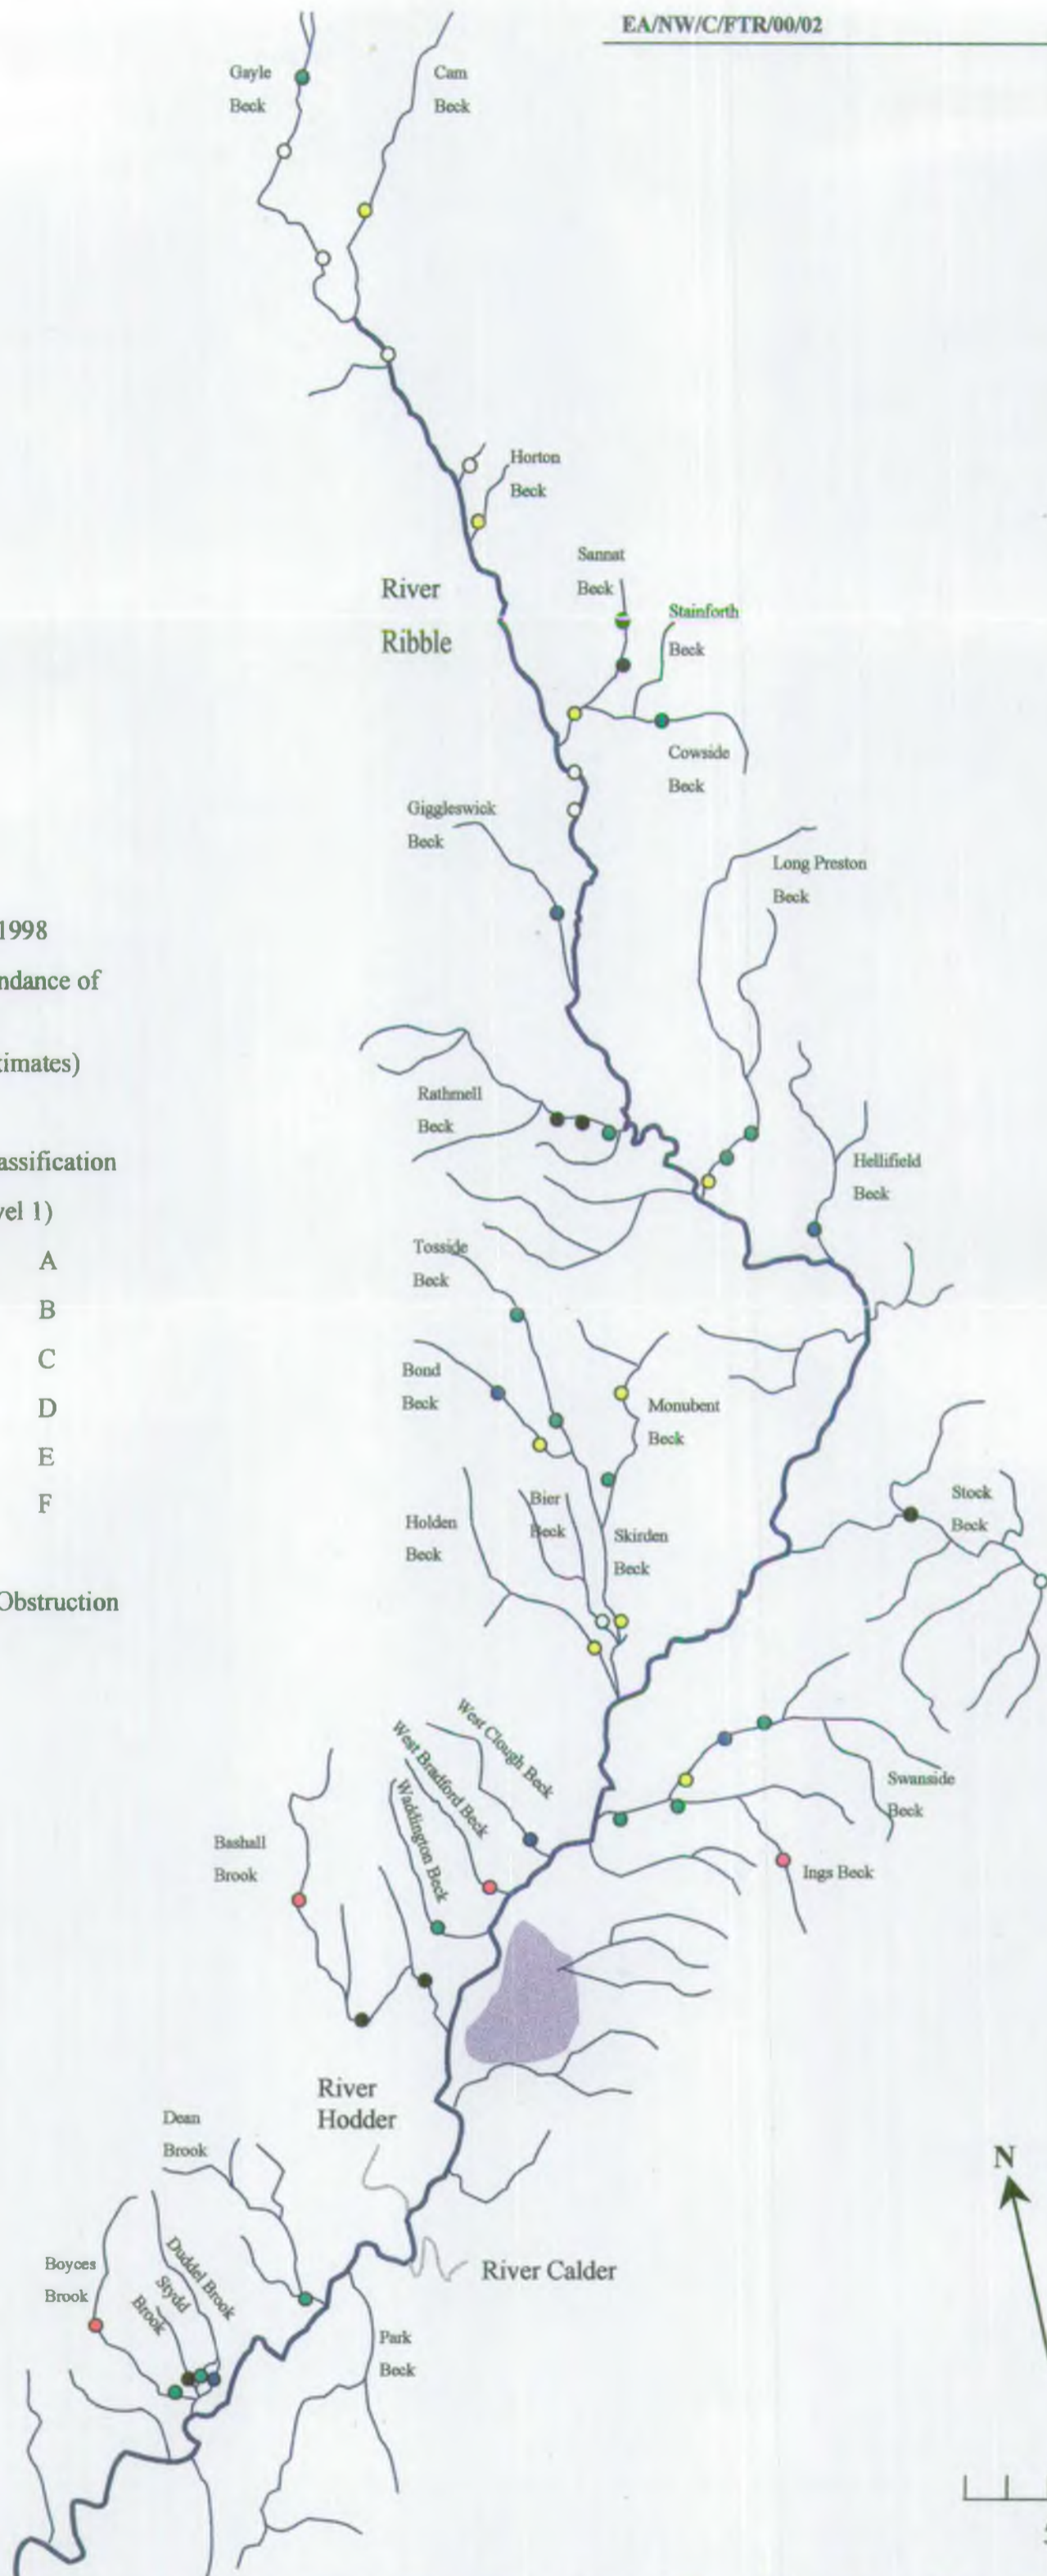 EA/NW/C/FTR/00/02
Gayle
Beck
Cam
Beck
Horton
Beck
Sannat
Beck
River
Ribble
Stainforth
Beck
Cowside
Beck
Giggleswick
Beck
Long Preston
Beck
1998
ndance of
timates)
Rathmell
Beck
assification
vel 1)
Hellifield
Beck
A
B
C
D
E
F
Tosside
Beck
Bond
Beck
Monubent
Beck
Stock
Beck
Bier
Beck
Holden
Beck
Skirden
Beck
Obstruction
West Clough Beck
West Bradford Beck
Waddington Beck
Swanside
Beck
Bashall
Brook
Ings Beck
River
Hodder
Dean
Brook
N
Boyces
Brook
Duddel Brook
Stydd
Brook
River Calder
Park
Beck